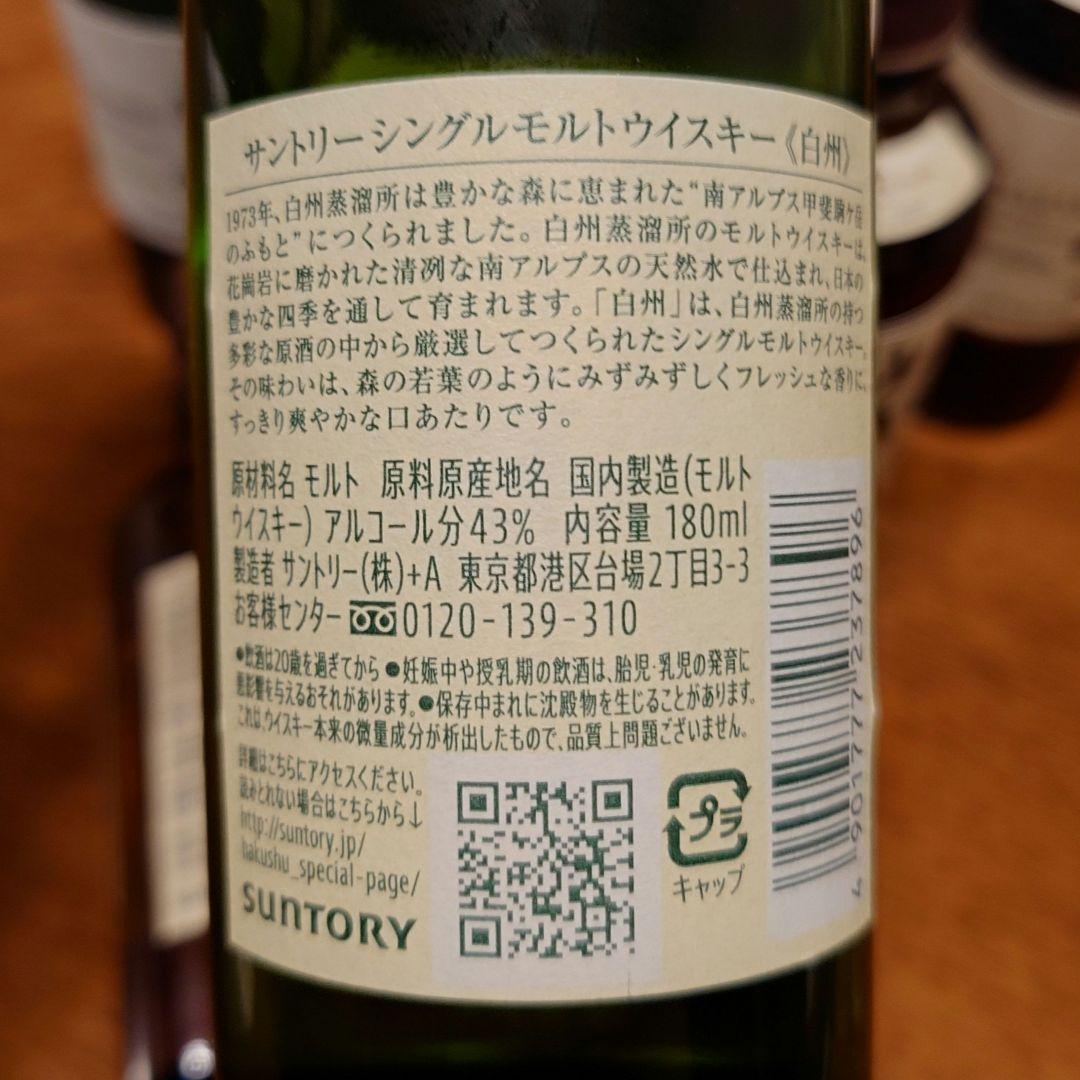 サントリーシングルモルトウイスキー《白州》
1973年、白州蒸溜所は豊かな森に恵まれた“南アルプス甲斐駒ケ岳
のふもと”につくられました。白州蒸溜所のモルトウイスキーは、
花崗岩に磨かれた清冽な南アルプスの天然水で仕込まれ、日本の
豊かな四季を通して育まれます。「白州」は、白州蒸溜所の持つ
多彩な原酒の中から厳選してつくられたシングルモルトウイスキー。
その味わいは、森の若葉のようにみずみずしくフレッシュな香りに、
すっきり爽やかな口あたりです。
原材料名 モルト 原料原産地名 国内製造(モルト
ウイスキー) アルコール分43% 内容量 180ml
製造者 サントリー(株)+A 東京都港区台場2丁目3-3
お客様センター 0120-139-310
●飲酒は20歳を過ぎてから ●妊娠中や授乳期の飲酒は、胎児・乳児の発育に
悪影響を与えるおそれがあります。●保存中まれに沈殿物を生じることがあります。
これは、ウイスキー本来の微量成分が析出したもので、品質上問題ございません。
詳細はこちらにアクセスください。
読みとれない場合はこちらから↓
http://suntory.jp/
hakushu_special-page/
SUNTORY
プラ
キャップ
4 901777 237896